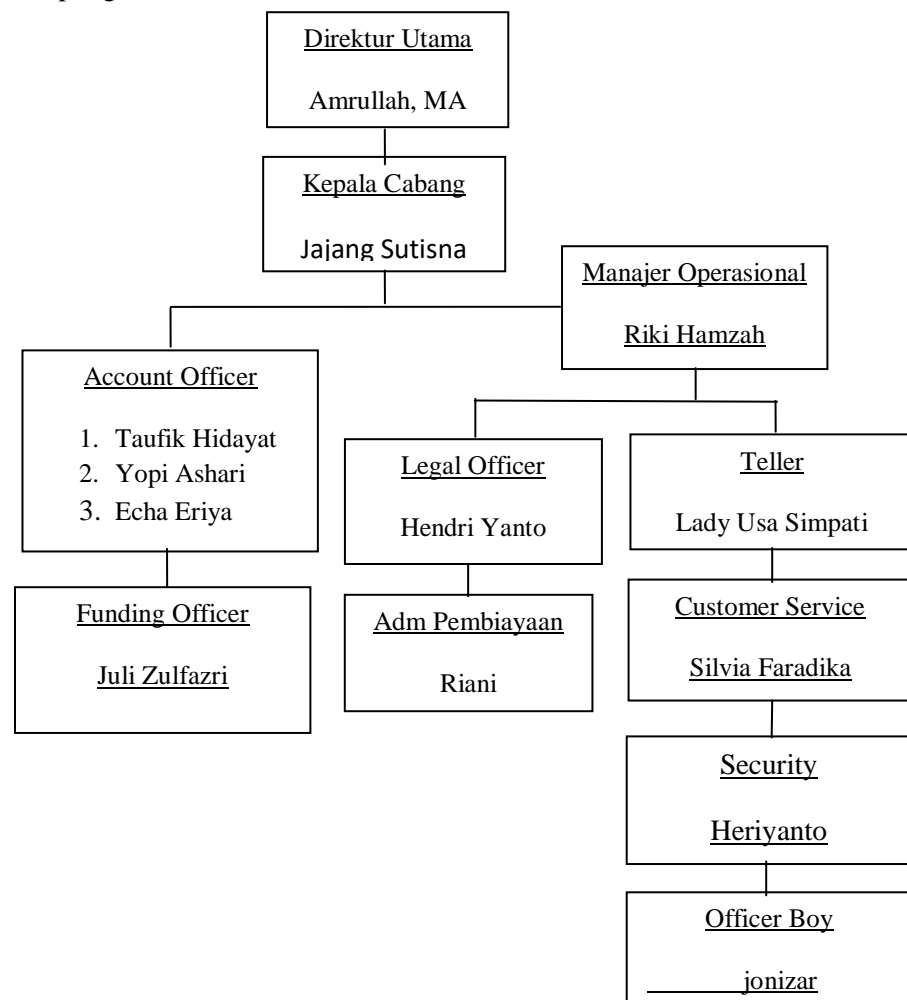 Direktur Utama
Amrullah, MA
Kepala Cabang
Jajang Sutisna
Manajer Operasional
Riki Hamzah
Account Officer
1. Taufik Hidayat
2. Yopi Ashari
3. Echa Eriya
Legal Officer
Hendri Yanto
Teller
Lady Usa Simpati
Funding Officer
Juli Zulfazri
Adm Pembiayaan
Riani
Customer Service
Silvia Faradika
Security
Heriyanto
Officer Boy
jonizar